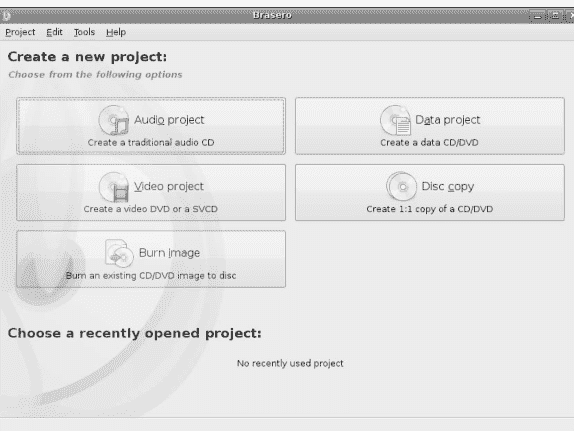 Brasero
Project Edit Tools Help
Create a new project:
Choose from the following options
Audio project
Create a traditional audio CD
Data project
Create a data CD/DVD
Video project
Create a video DVD or a SVCD
Disc copy
Create 1:1 copy of a CD/DVD
Burn image
Burn an existing CD/DVD image to disc
Choose a recently opened project:
No recently used project